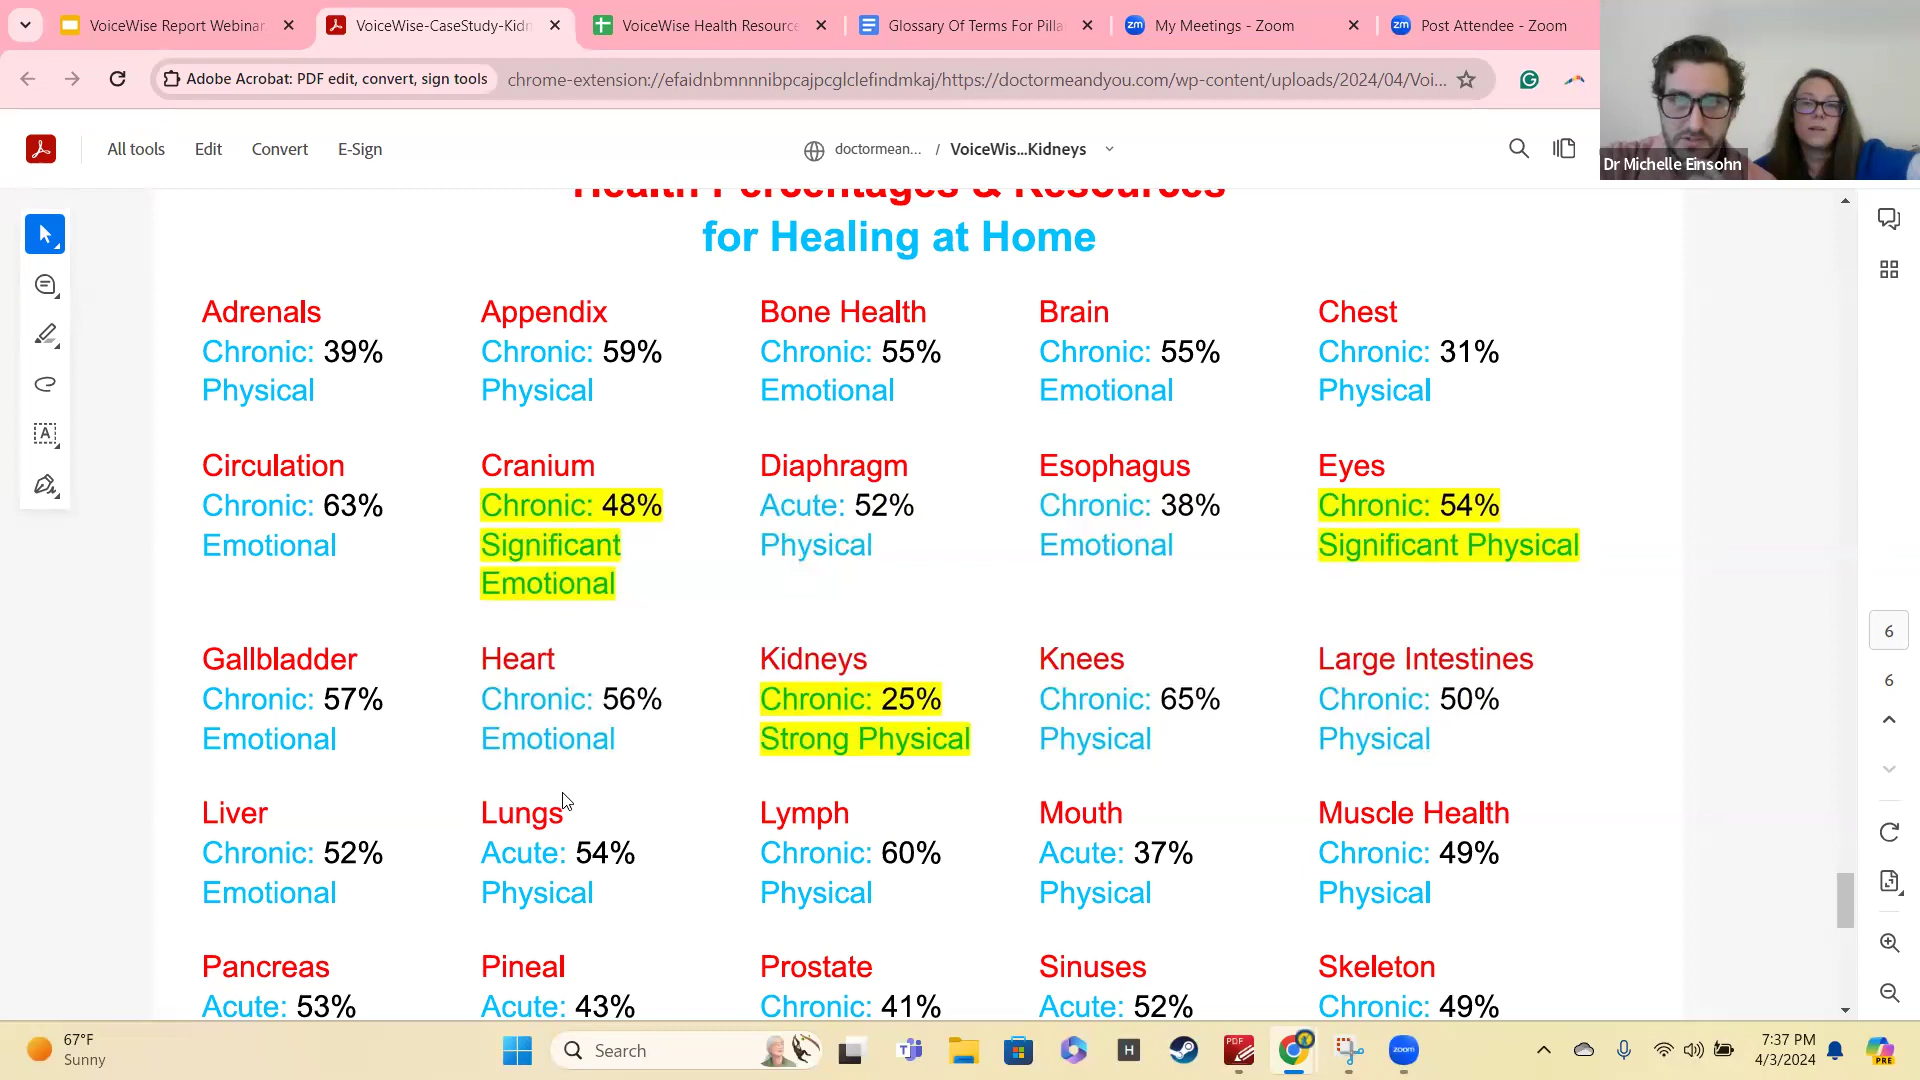 VoiceWise Report Webinar
VoiceWise-CaseStudy-Kidn
VoiceWise Health Resource
Glossary Of Terms For Pilla
My Meetings - Zoom
Post Attendee - Zoom
Adobe Acrobat: PDF edit, convert, sign tools
chrome-extension://efaidnbmnnnibpcajpcglclefindmkaj/https://doctormeandyou.com/wp-content/uploads/2024/04/Voi...
All tools
Edit
Convert
E-Sign
doctormean...
/ VoiceWis...Kidneys
Dr Michelle Einsohn
Health Percentages & Resources
for Healing at Home
Adrenals Appendix Bone Health Brain Chest
Chronic: 39% Chronic: 59% Chronic: 55% Chronic: 55% Chronic: 31%
Physical Physical Emotional Emotional Physical
Circulation Cranium Diaphragm Esophagus Eyes
Chronic: 63% Chronic: 48% Acute: 52% Chronic: 38% Chronic: 54%
Emotional Significant Physical Emotional Significant Physical
Emotional
Gallbladder Heart Kidneys Knees Large Intestines
Chronic: 57% Chronic: 56% Chronic: 25% Chronic: 65% Chronic: 50%
Emotional Emotional Strong Physical Physical Physical
Liver Lungs Lymph Mouth Muscle Health
Chronic: 52% Acute: 54% Chronic: 60% Acute: 37% Chronic: 49%
Emotional Physical Physical Physical Physical
Pancreas Pineal Prostate Sinuses Skeleton
Acute: 53% Acute: 43% Chronic: 41% Acute: 52% Chronic: 49%
6
6
67°F
Sunny
Search
PDF
H
zoom
7:37 PM
4/3/2024
PRE